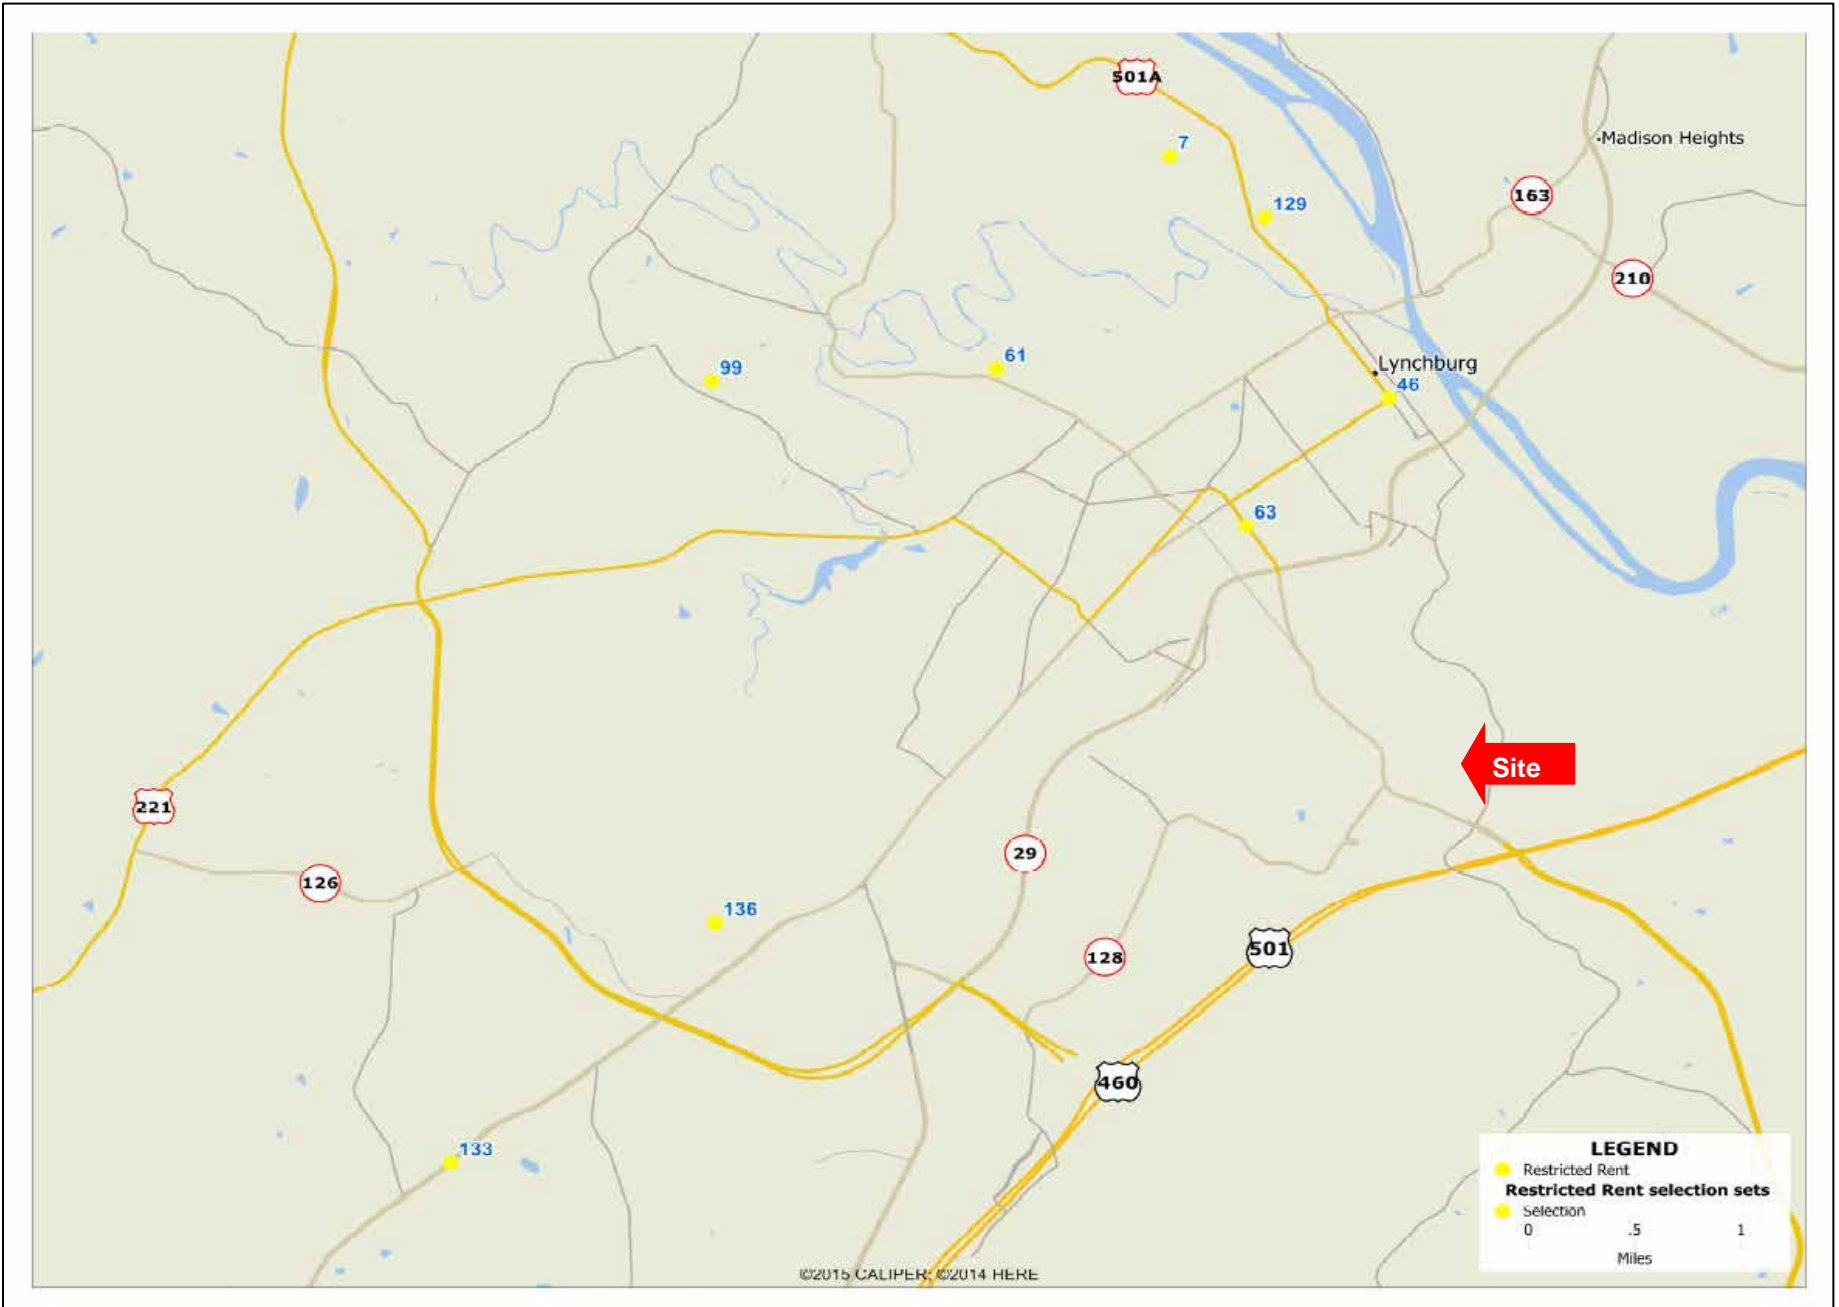 501A
7
Madison Heights
163
129
210
61
Lynchburg
99
46
63
Site
221
29
126
136
501
128
460
133
LEGEND
Restricted Rent
Restricted Rent selection sets
Selection
0 .5 1
Miles
©2015 CALIPER; ©2014 HERE